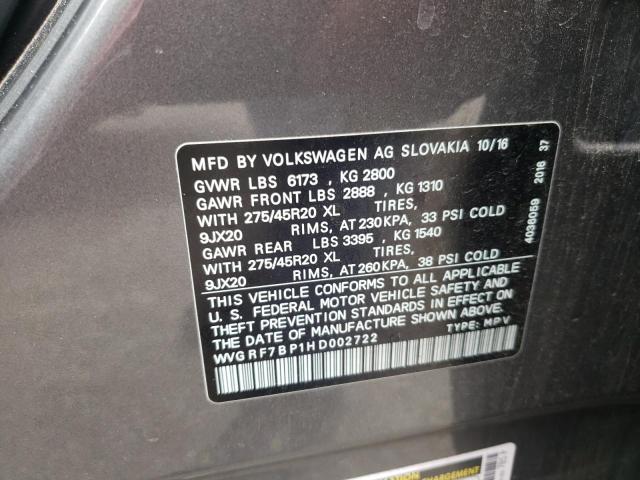 MFD BY VOLKSWAGEN AG SLOVAKIA 10/16
GVWR LBS 6173 , KG 2800
GAWR FRONT LBS 2888 , KG 1310
WITH 275/45R20 XL TIRES,
9JX20 RIMS, AT 230KPA, 33 PSI COLD
GAWR REAR LBS 3395 , KG 1540
WITH 275/45R20 XL TIRES,
9JX20 RIMS, AT 260KPA, 38 PSI COLD
THIS VEHICLE CONFORMS TO ALL APPLICABLE
U. S. FEDERAL MOTOR VEHICLE SAFETY AND
THEFT PREVENTION STANDARDS IN EFFECT ON
THE DATE OF MANUFACTURE SHOWN ABOVE.
WVGRF7BP1HD002722 TYPE: MPV
4036059 2016 37